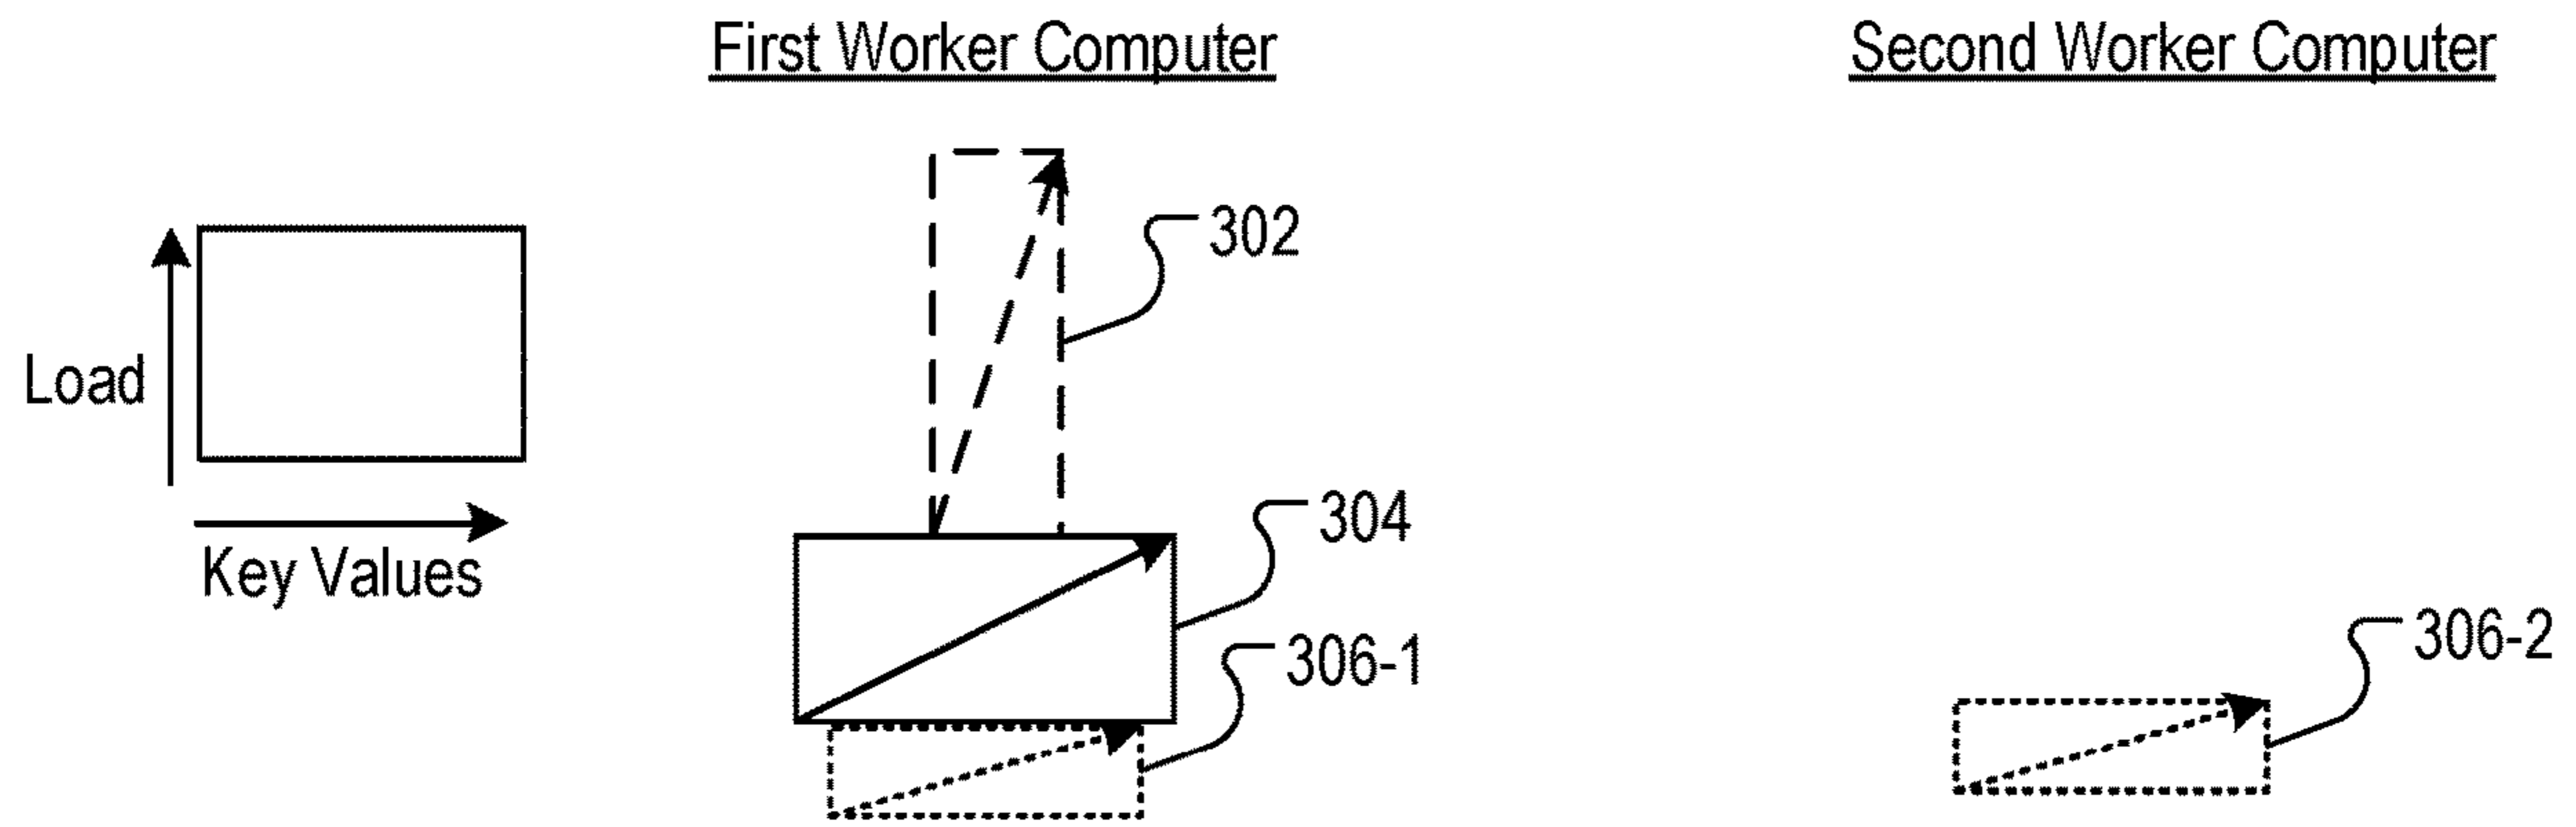 First Worker Computer
Second Worker Computer
302
Load
304
Key Values
306-1
306-2